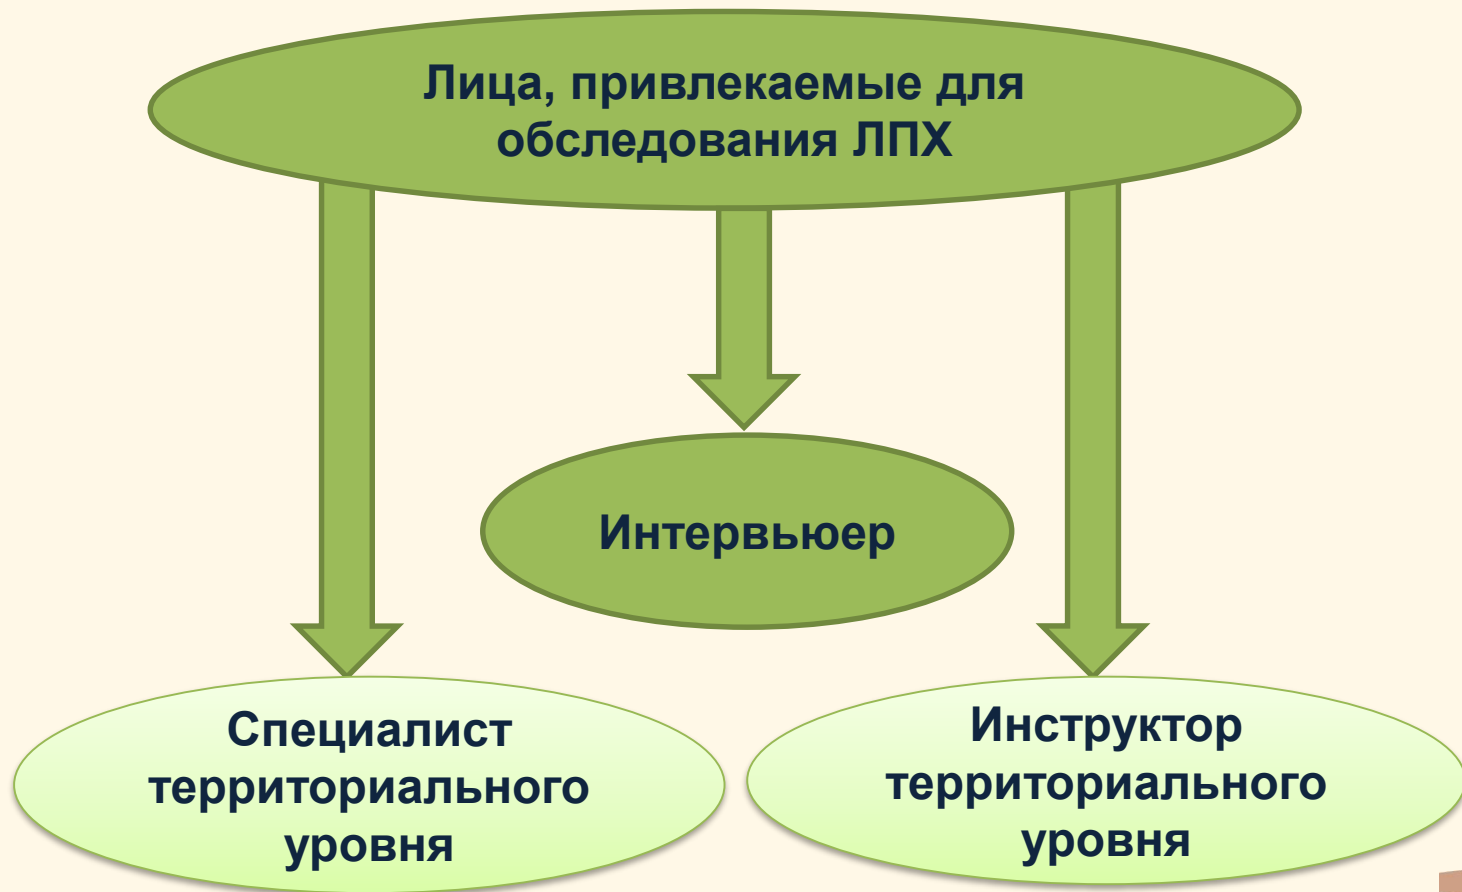 Лица, привлекаемые для
обследования ЛПХ
Интервьюер
Специалист
территориального
уровня
Инструктор
территориального
уровня